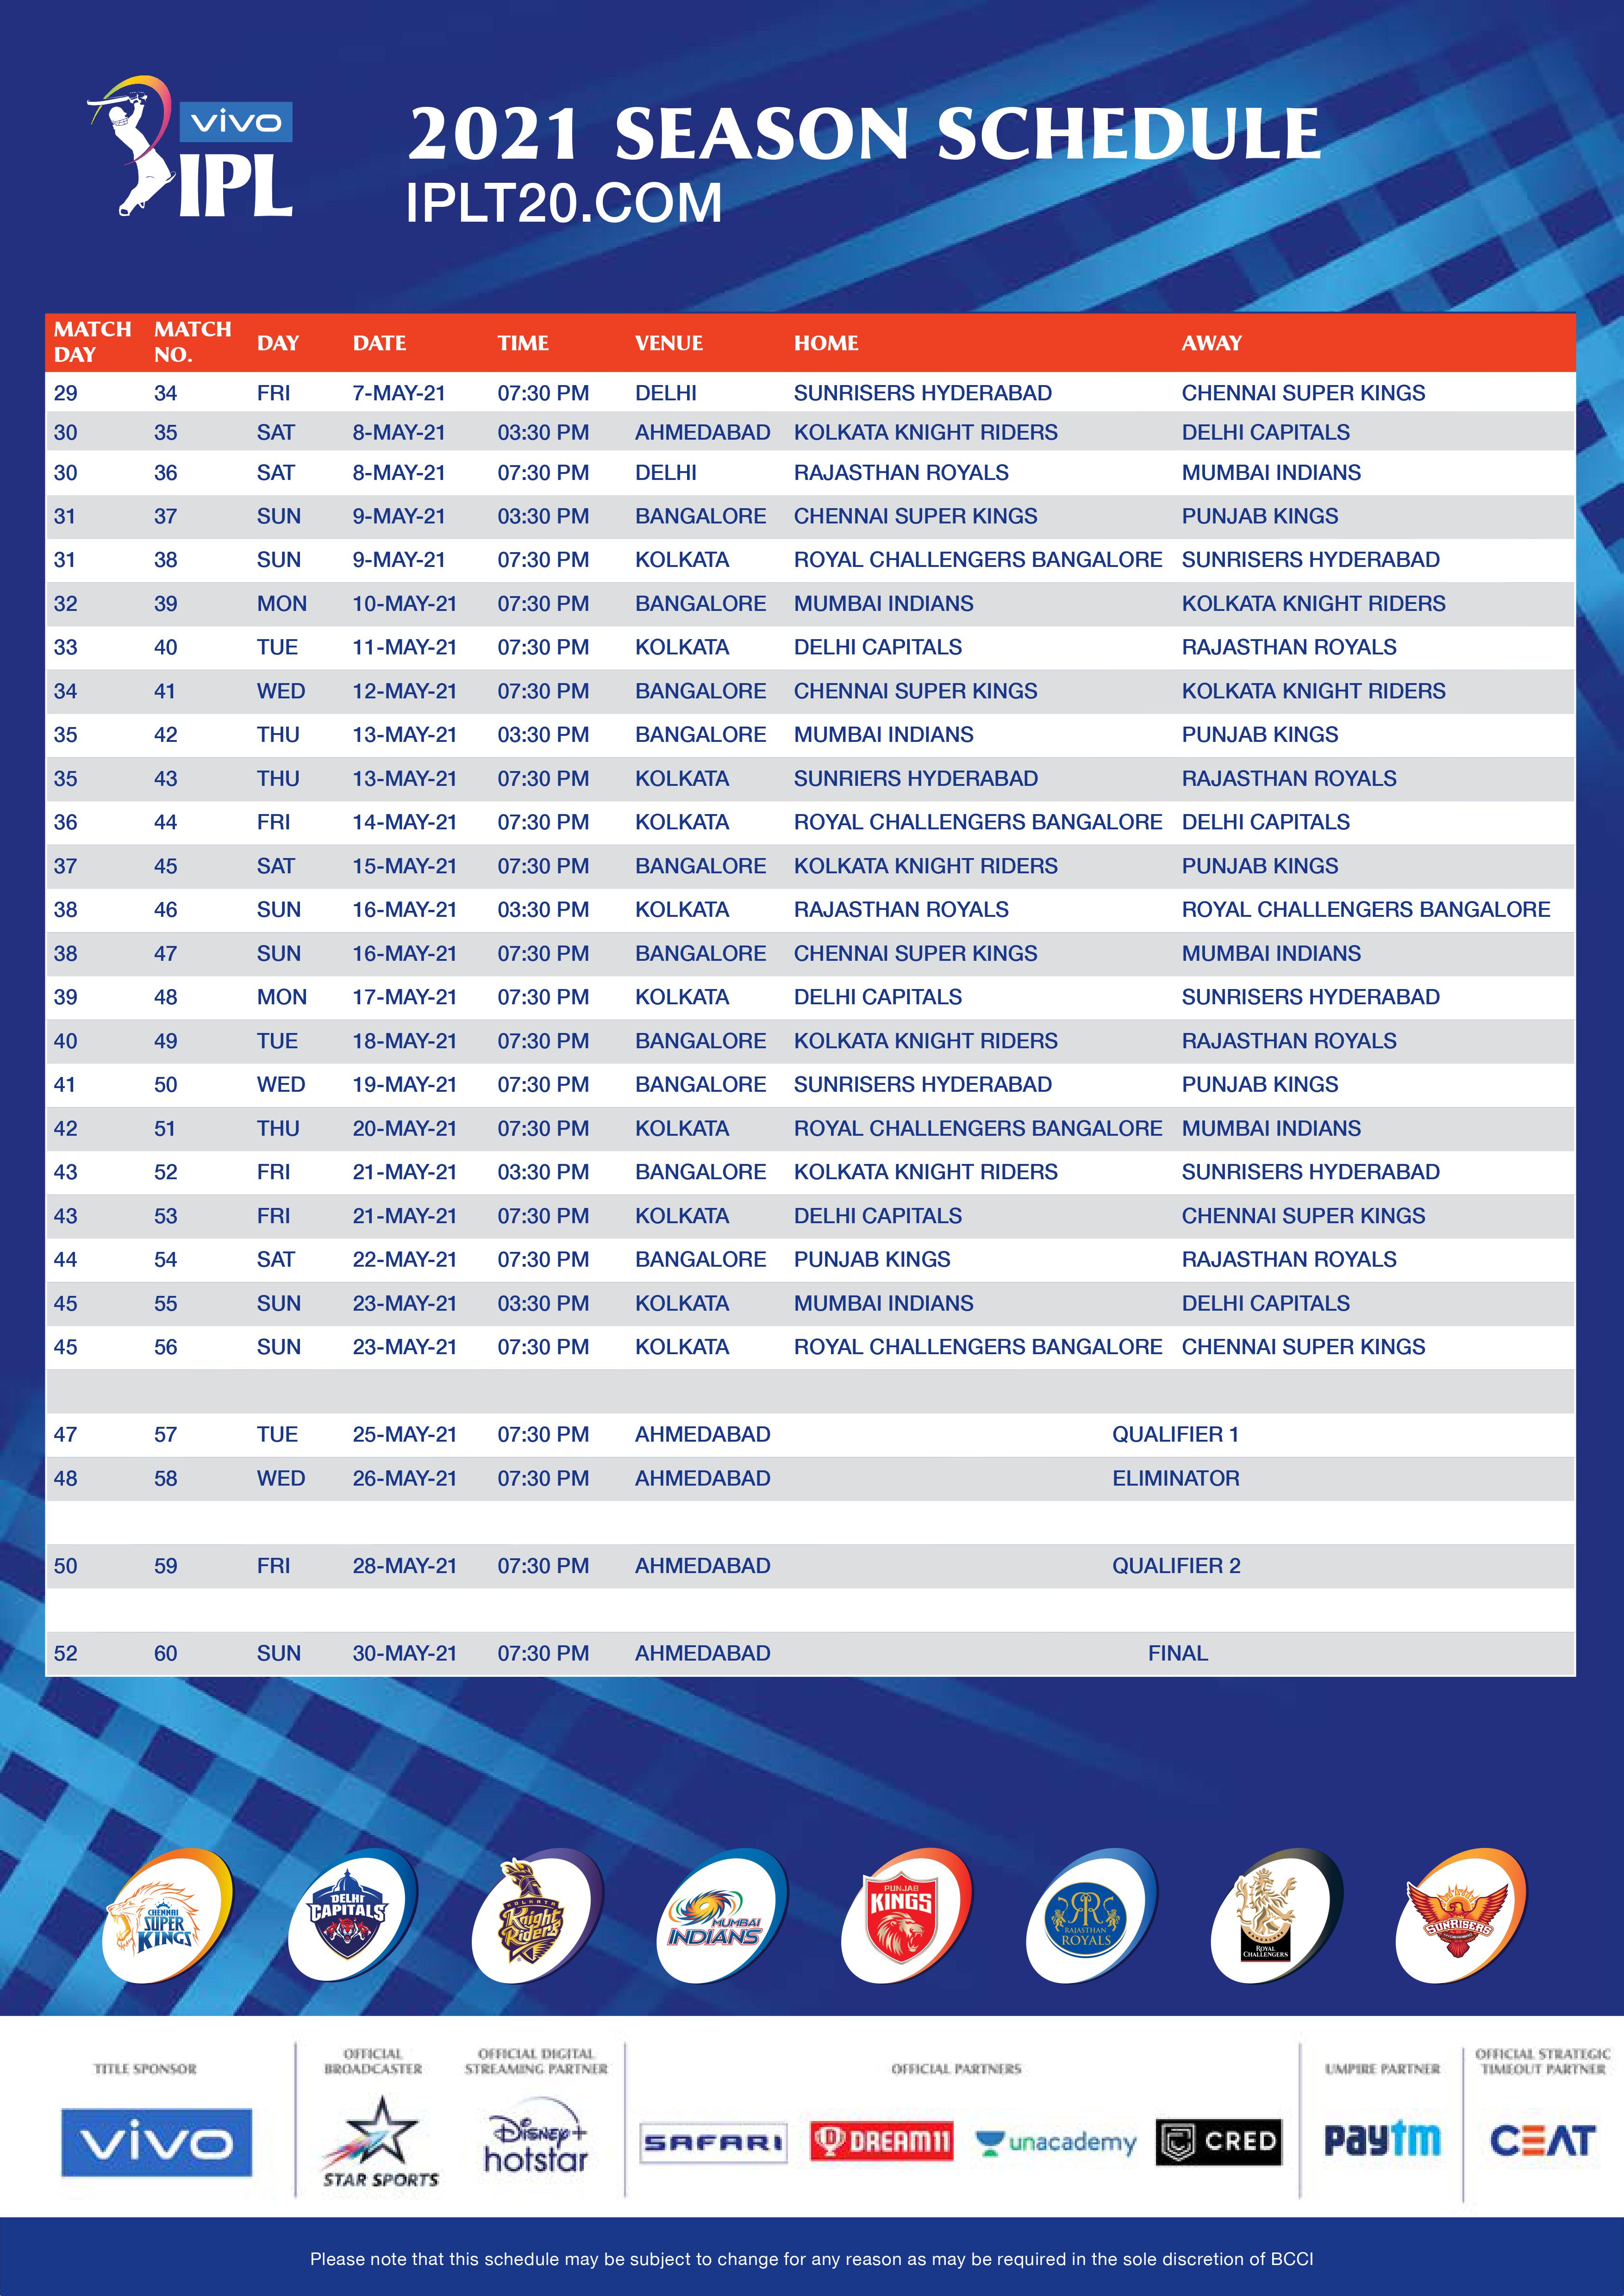 vivo
IPL
2021 SEASON SCHEDULE
IPLT20.COM
MATCH DAY MATCH NO. DAY DATE TIME VENUE HOME AWAY
29 34 FRI 7-MAY-21 07:30 PM DELHI SUNRISERS HYDERABAD CHENNAI SUPER KINGS
30 35 SAT 8-MAY-21 03:30 PM AHMEDABAD KOLKATA KNIGHT RIDERS DELHI CAPITALS
30 36 SAT 8-MAY-21 07:30 PM DELHI RAJASTHAN ROYALS MUMBAI INDIANS
31 37 SUN 9-MAY-21 03:30 PM BANGALORE CHENNAI SUPER KINGS PUNJAB KINGS
31 38 SUN 9-MAY-21 07:30 PM KOLKATA ROYAL CHALLENGERS BANGALORE SUNRISERS HYDERABAD
32 39 MON 10-MAY-21 07:30 PM BANGALORE MUMBAI INDIANS KOLKATA KNIGHT RIDERS
33 40 TUE 11-MAY-21 07:30 PM KOLKATA DELHI CAPITALS RAJASTHAN ROYALS
34 41 WED 12-MAY-21 07:30 PM BANGALORE CHENNAI SUPER KINGS KOLKATA KNIGHT RIDERS
35 42 THU 13-MAY-21 03:30 PM BANGALORE MUMBAI INDIANS PUNJAB KINGS
35 43 THU 13-MAY-21 07:30 PM KOLKATA SUNRIERS HYDERABAD RAJASTHAN ROYALS
36 44 FRI 14-MAY-21 07:30 PM KOLKATA ROYAL CHALLENGERS BANGALORE DELHI CAPITALS
37 45 SAT 15-MAY-21 07:30 PM BANGALORE KOLKATA KNIGHT RIDERS PUNJAB KINGS
38 46 SUN 16-MAY-21 03:30 PM KOLKATA RAJASTHAN ROYALS ROYAL CHALLENGERS BANGALORE
38 47 SUN 16-MAY-21 07:30 PM BANGALORE CHENNAI SUPER KINGS MUMBAI INDIANS
39 48 MON 17-MAY-21 07:30 PM KOLKATA DELHI CAPITALS SUNRISERS HYDERABAD
40 49 TUE 18-MAY-21 07:30 PM BANGALORE KOLKATA KNIGHT RIDERS RAJASTHAN ROYALS
41 50 WED 19-MAY-21 07:30 PM BANGALORE SUNRISERS HYDERABAD PUNJAB KINGS
42 51 THU 20-MAY-21 07:30 PM KOLKATA ROYAL CHALLENGERS BANGALORE MUMBAI INDIANS
43 52 FRI 21-MAY-21 03:30 PM BANGALORE KOLKATA KNIGHT RIDERS SUNRISERS HYDERABAD
43 53 FRI 21-MAY-21 07:30 PM KOLKATA DELHI CAPITALS CHENNAI SUPER KINGS
44 54 SAT 22-MAY-21 07:30 PM BANGALORE PUNJAB KINGS RAJASTHAN ROYALS
45 55 SUN 23-MAY-21 03:30 PM KOLKATA MUMBAI INDIANS DELHI CAPITALS
45 56 SUN 23-MAY-21 07:30 PM KOLKATA ROYAL CHALLENGERS BANGALORE CHENNAI SUPER KINGS
47 57 TUE 25-MAY-21 07:30 PM AHMEDABAD QUALIFIER 1
48 58 WED 26-MAY-21 07:30 PM AHMEDABAD ELIMINATOR
50 59 FRI 28-MAY-21 07:30 PM AHMEDABAD QUALIFIER 2
52 60 SUN 30-MAY-21 07:30 PM AHMEDABAD FINAL
CHENNAI SUPER KINGS
DELHI CAPITALS
KOLKATA Knight Riders
MUMBAI INDIANS
PUNJAB KINGS
RAJASTHAN ROYALS
ROYAL CHALLENGERS
SUNRISERS
TITLE SPONSOR
vivo
OFFICIAL BROADCASTER
STAR SPORTS
OFFICIAL DIGITAL STREAMING PARTNER
Disney+ hotstar
OFFICIAL PARTNERS
SAFARI
DREAM11
unacademy
CRED
UMPIRE PARTNER
paytm
OFFICIAL STRATEGIC TIMEOUT PARTNER
CEAT
Please note that this schedule may be subject to change for any reason as may be required in the sole discretion of BCCI